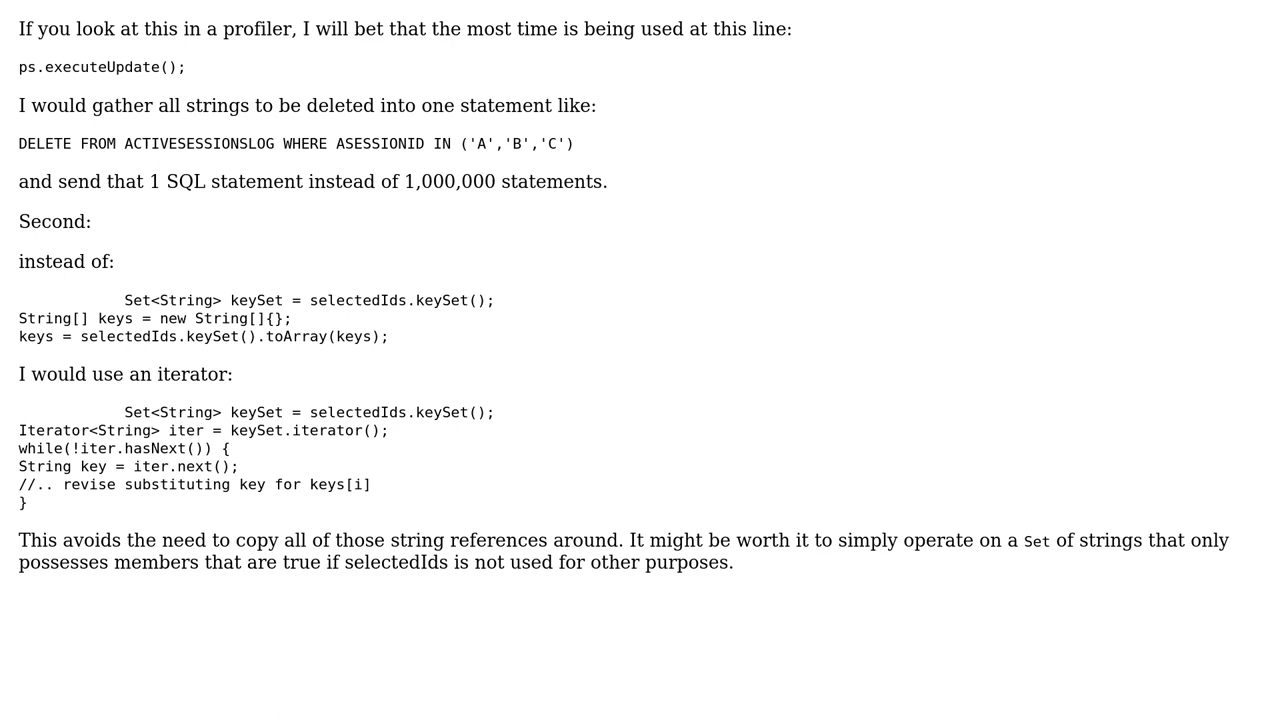 If you look at this in a profiler, I will bet that the most time is being used at this line:
ps.executeUpdate();
I would gather all strings to be deleted into one statement like:
DELETE FROM ACTIVESESSIONSLOG WHERE ASESSIONID IN ('A','B','C')
and send that 1 SQL statement instead of 1,000,000 statements.
Second:
instead of:
            Set<String> keySet = selectedIds.keySet();
String[] keys = new String[]{};
keys = selectedIds.keySet().toArray(keys);
I would use an iterator:
            Set<String> keySet = selectedIds.keySet();
Iterator<String> iter = keySet.iterator();
while(!iter.hasNext()) {
String key = iter.next();
//.. revise substituting key for keys[i]
}
This avoids the need to copy all of those string references around. It might be worth it to simply operate on a Set of strings that only
possesses members that are true if selectedIds is not used for other purposes.